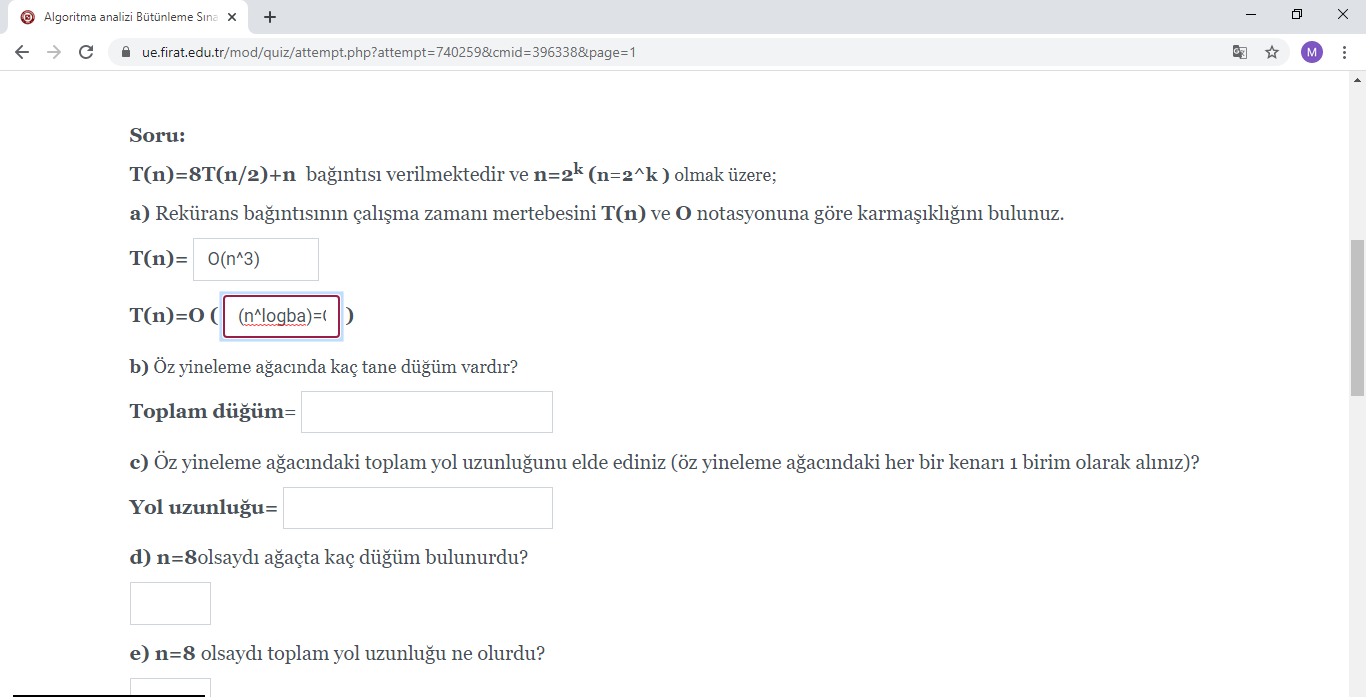 Algoritma analizi Bütünleme Sına
ue.firat.edu.tr/mod/quiz/attempt.php?attempt=740259&cmid=396338&page=1
M
Soru:
T(n)=8T(n/2)+n bağıntısı verilmektedir ve n=2^k (n=2^k ) olmak üzere;
a) Rekürans bağıntısının çalışma zamanı mertebesini T(n) ve O notasyonuna göre karmaşıklığını bulunuz.
T(n)= O(n^3)
T(n)=O ( (n^logba)= )
b) Öz yineleme ağacında kaç tane düğüm vardır?
Toplam düğüm=
c) Öz yineleme ağacındaki toplam yol uzunluğunu elde ediniz (öz yineleme ağacındaki her bir kenarı 1 birim olarak alınız)?
Yol uzunluğu=
d) n=8olsaydı ağaçta kaç düğüm bulunurdu?
e) n=8 olsaydı toplam yol uzunluğu ne olurdu?